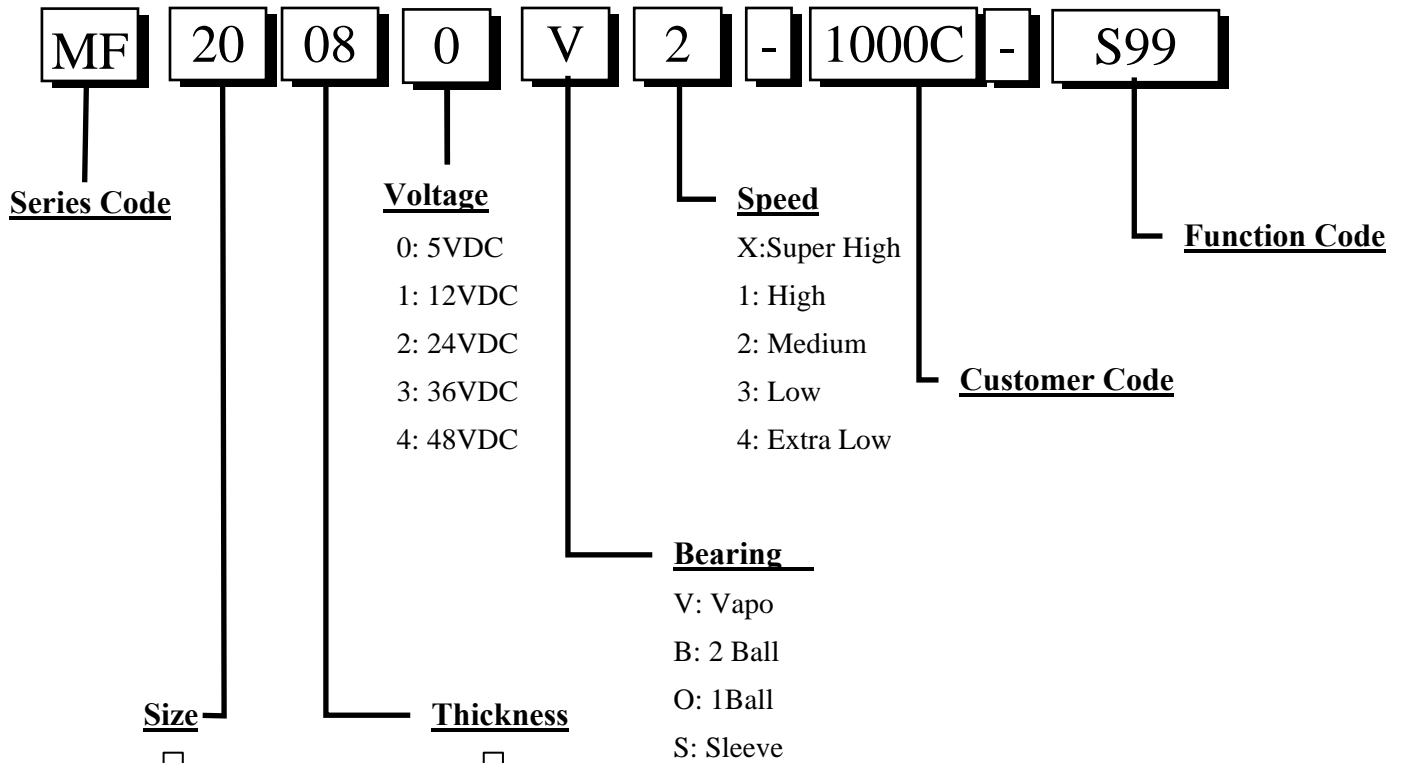 MF 20 08 0 V 2 - 1000C - S99
Series Code
Voltage
0: 5VDC
1: 12VDC
2: 24VDC
3: 36VDC
4: 48VDC
Speed
X:Super High
1: High
2: Medium
3: Low
4: Extra Low
Function Code
Customer Code
Bearing
V: Vapo
B: 2 Ball
O: 1Ball
S: Sleeve
Size
Thickness